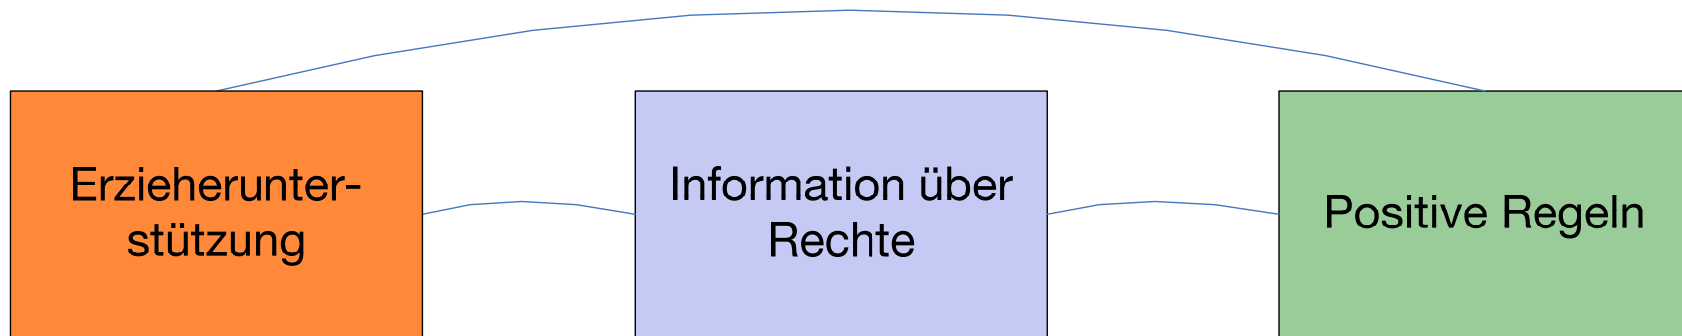 Erzieherunter-
stützung
Information über
Rechte
Positive Regeln